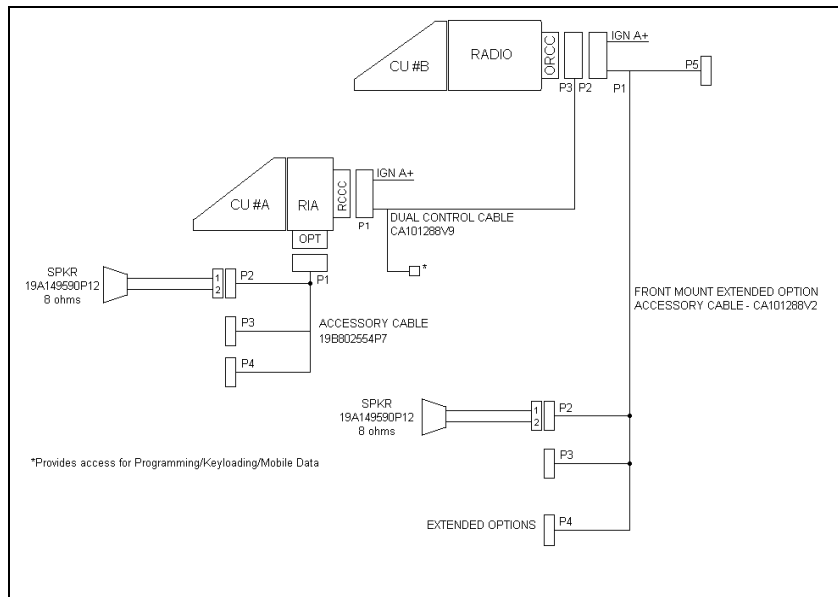 IGN A+
RADIO
ORCC
CU #B
P5
P3
P2
P1
IGN A+
CU #A
RIA
RCCC
P1
DUAL CONTROL CABLE
CA101288V9
OPT
*
SPKR
19A149590P12
8 ohms
1
2
P2
P1
FRONT MOUNT EXTENDED OPTION
ACCESSORY CABLE - CA101288V2
P3
ACCESSORY CABLE
19B802554P7
P4
SPKR
19A149590P12
8 ohms
1
2
P2
*Provides access for Programming/Keyloading/Mobile Data
P3
EXTENDED OPTIONS
P4